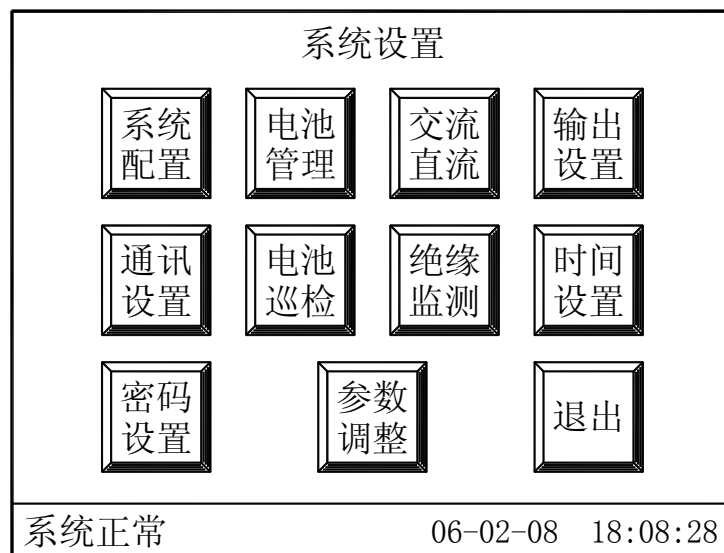 系统设置
系统 电池 交流 输出
配置 管理 直流 设置
通讯 电池 绝缘 时间
设置 巡检 监测 设置
密码 参数 退出
设置 调整
系统正常 06-02-08 18:08:28